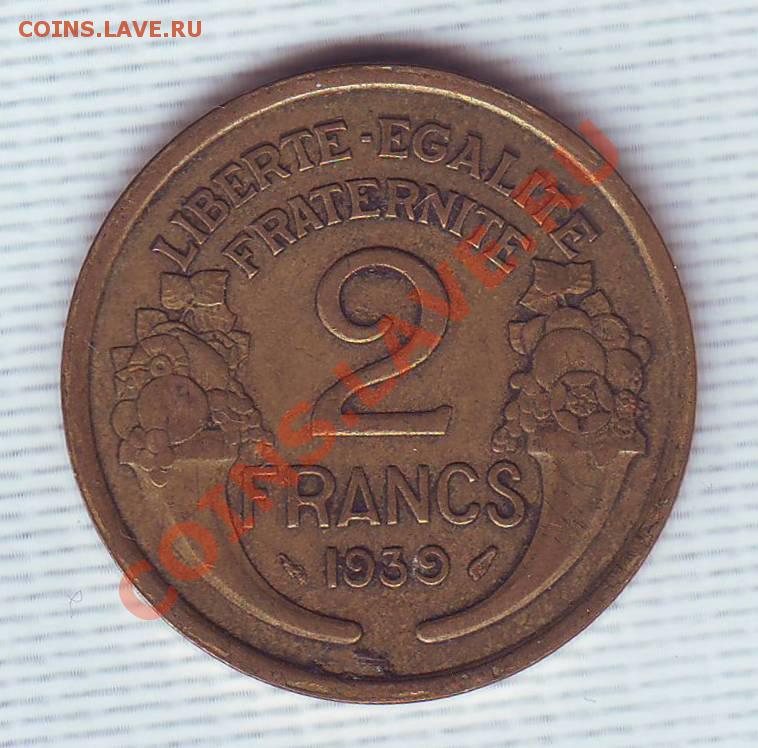 COINS.LAVE.RU
LIBERTE-EGALITE
FRATERNITE
2
FRANCS
1939
COINS.LAVE.RU